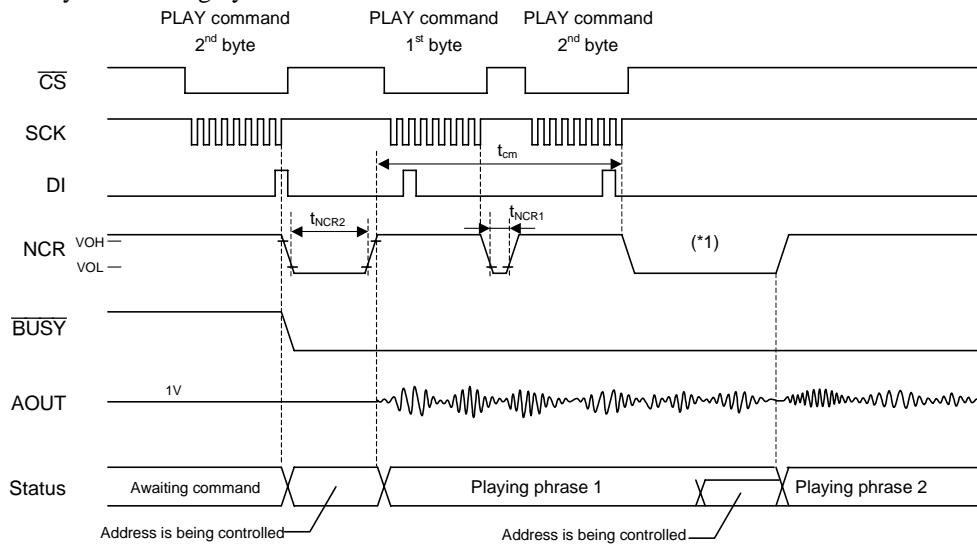 PLAY command
2nd byte
PLAY command
1st byte
PLAY command
2nd byte
CS
SCK
tcm
DI
tNCR2
tNCR1
VOH
NCR
(*1)
VOL
BUSY
1V
AOUT
Status
Awaiting command
Playing phrase 1
Playing phrase 2
Address is being controlled
Address is being controlled